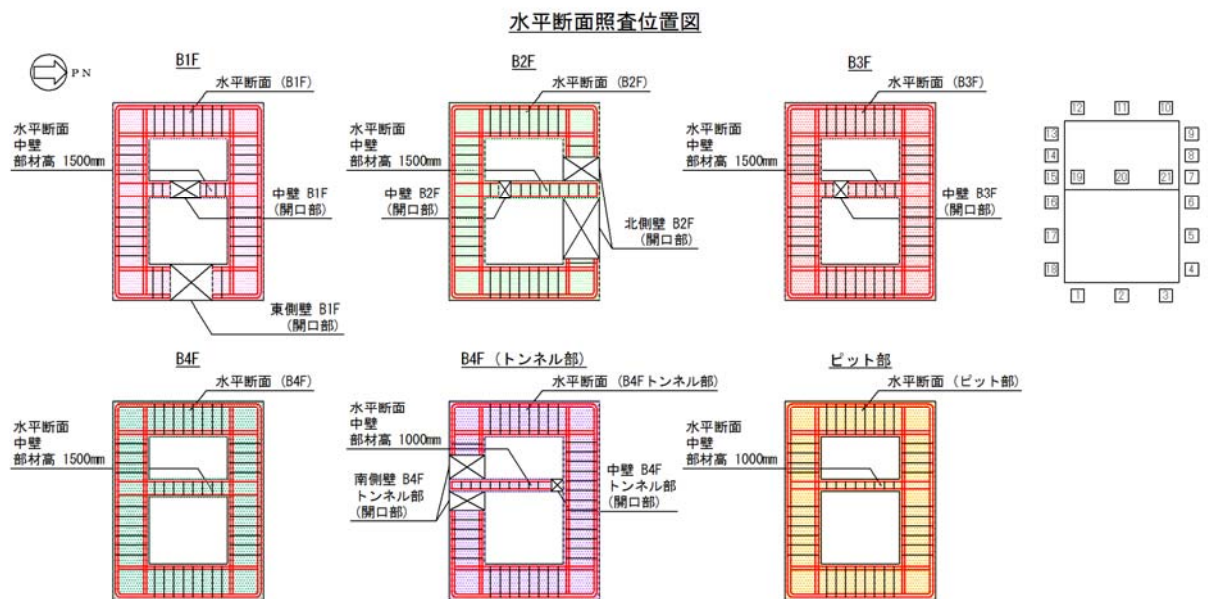 水平断面照査位置図
PN
B1F
水平断面 (B1F)
水平断面
中壁
部材高 1500mm
中壁 B1F
(開口部)
東側壁 B1F
(開口部)
B2F
水平断面 (B2F)
水平断面
中壁
部材高 1500mm
中壁 B2F
(開口部)
北側壁 B2F
(開口部)
B3F
水平断面 (B3F)
水平断面
中壁
部材高 1500mm
中壁 B3F
(開口部)
12 11 10
13 9
14 8
15 19 20 21 7
16 6
17 5
18 4
1 2 3
B4F
水平断面 (B4F)
水平断面
中壁
部材高 1500mm
B4F (トンネル部)
水平断面 (B4Fトンネル部)
水平断面
中壁
部材高 1000mm
南側壁 B4F
トンネル部
(開口部)
中壁 B4F
トンネル部
(開口部)
ピット部
水平断面 (ピット部)
水平断面
中壁
部材高 1000mm